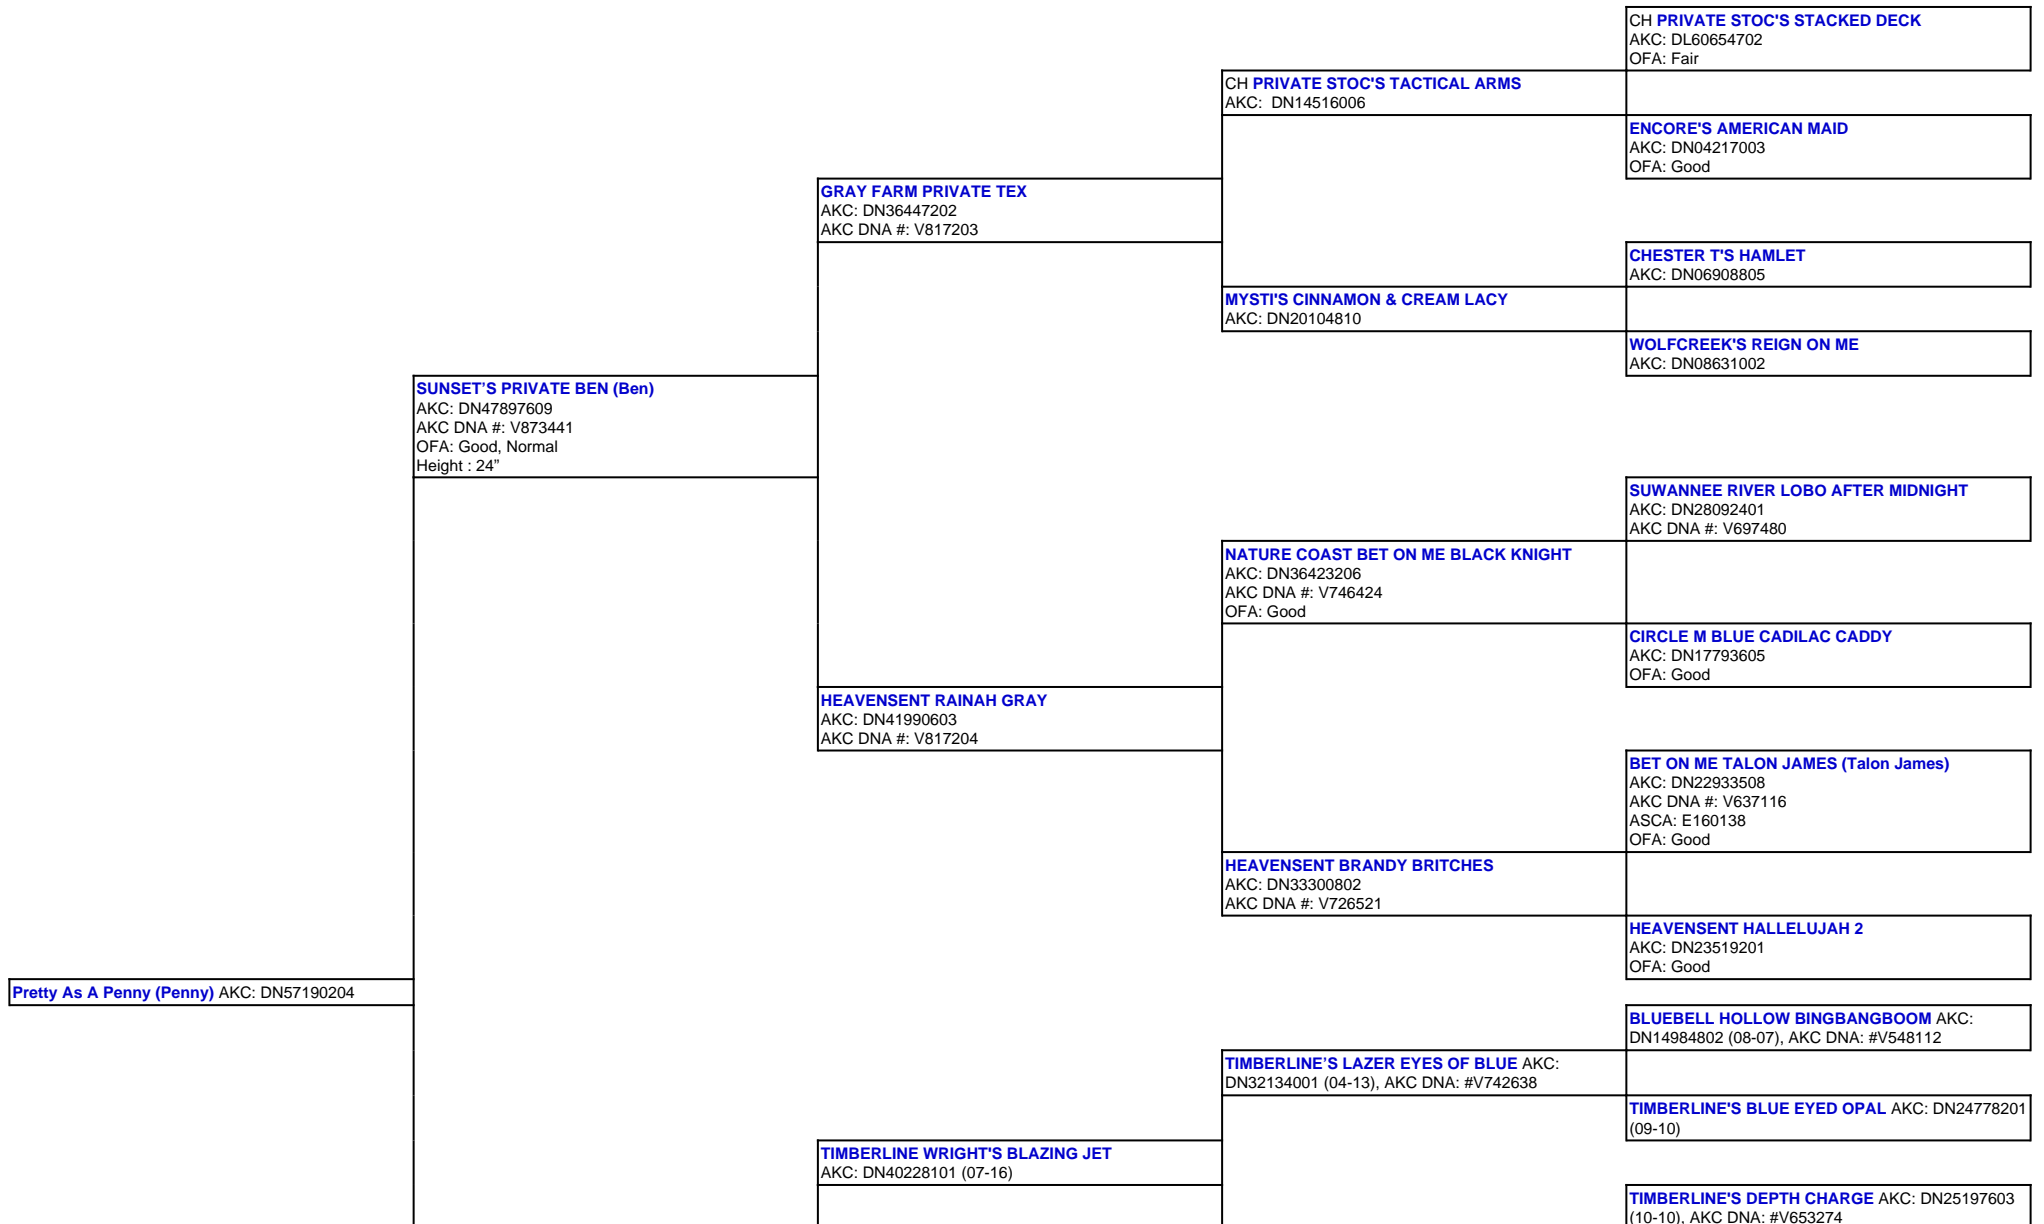 CH PRIVATE STOC'S STACKED DECK
AKC: DL60654702
OFA: Fair
CH PRIVATE STOC'S TACTICAL ARMS
AKC:  DN14516006
ENCORE'S AMERICAN MAID
AKC: DN04217003
OFA: Good
GRAY FARM PRIVATE TEX
AKC: DN36447202
AKC DNA #: V817203
CHESTER T'S HAMLET
AKC: DN06908805
MYSTI'S CINNAMON & CREAM LACY
AKC: DN20104810
WOLFCREEK'S REIGN ON ME
AKC: DN08631002
SUNSET’S PRIVATE BEN (Ben)
AKC: DN47897609
AKC DNA #: V873441
OFA: Good, Normal
Height : 24”
SUWANNEE RIVER LOBO AFTER MIDNIGHT
AKC: DN28092401
AKC DNA #: V697480
NATURE COAST BET ON ME BLACK KNIGHT
AKC: DN36423206
AKC DNA #: V746424
OFA: Good
CIRCLE M BLUE CADILAC CADDY
AKC: DN17793605
OFA: Good
HEAVENSENT RAINAH GRAY
AKC: DN41990603
AKC DNA #: V817204
BET ON ME TALON JAMES (Talon James)
AKC: DN22933508
AKC DNA #: V637116
ASCA: E160138
OFA: Good
HEAVENSENT BRANDY BRITCHES
AKC: DN33300802
AKC DNA #: V726521
HEAVENSENT HALLELUJAH 2
AKC: DN23519201
OFA: Good
Pretty As A Penny (Penny) AKC: DN57190204
BLUEBELL HOLLOW BINGBANGBOOM AKC:
DN14984802 (08-07), AKC DNA: #V548112
TIMBERLINE’S LAZER EYES OF BLUE AKC:
DN32134001 (04-13), AKC DNA: #V742638
TIMBERLINE'S BLUE EYED OPAL AKC: DN24778201
(09-10)
TIMBERLINE WRIGHT'S BLAZING JET
AKC: DN40228101 (07-16)
TIMBERLINE'S DEPTH CHARGE AKC: DN25197603
(10-10), AKC DNA: #V653274